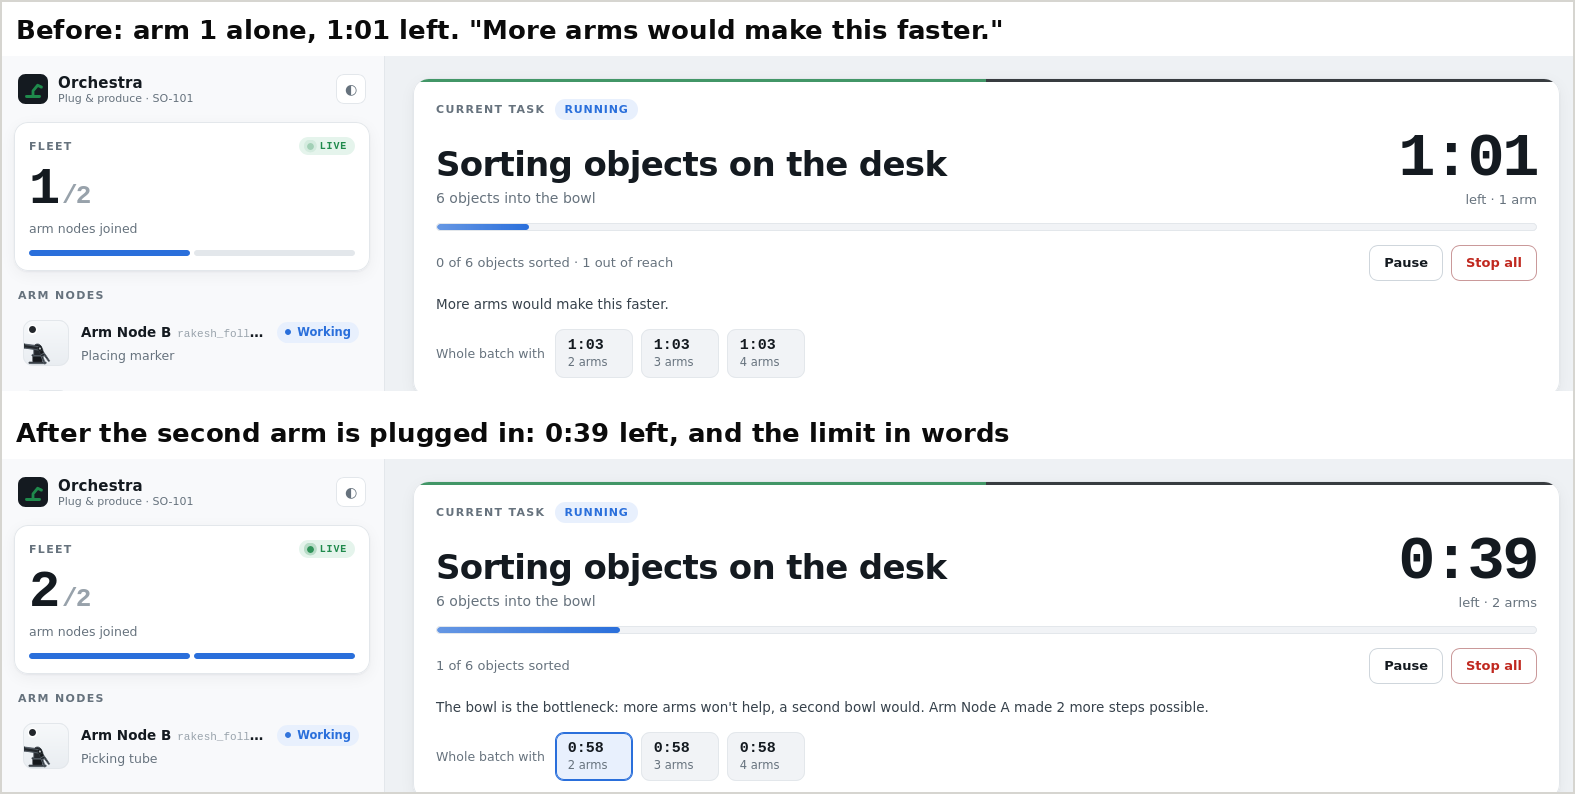 Before: arm 1 alone, 1:01 left. "More arms would make this faster."
Orchestra
Plug & produce · SO-101
FLEET
LIVE
1/2
arm nodes joined
ARM NODES
Arm Node B rakesh_foll…
Working
Placing marker
CURRENT TASK RUNNING
Sorting objects on the desk
6 objects into the bowl
1:01
left · 1 arm
0 of 6 objects sorted · 1 out of reach
Pause
Stop all
More arms would make this faster.
Whole batch with
1:03
2 arms
1:03
3 arms
1:03
4 arms
After the second arm is plugged in: 0:39 left, and the limit in words
Orchestra
Plug & produce · SO-101
FLEET
LIVE
2/2
arm nodes joined
ARM NODES
Arm Node B rakesh_foll…
Working
Picking tube
CURRENT TASK RUNNING
Sorting objects on the desk
6 objects into the bowl
0:39
left · 2 arms
1 of 6 objects sorted
Pause
Stop all
The bowl is the bottleneck: more arms won't help, a second bowl would. Arm Node A made 2 more steps possible.
Whole batch with
0:58
2 arms
0:58
3 arms
0:58
4 arms